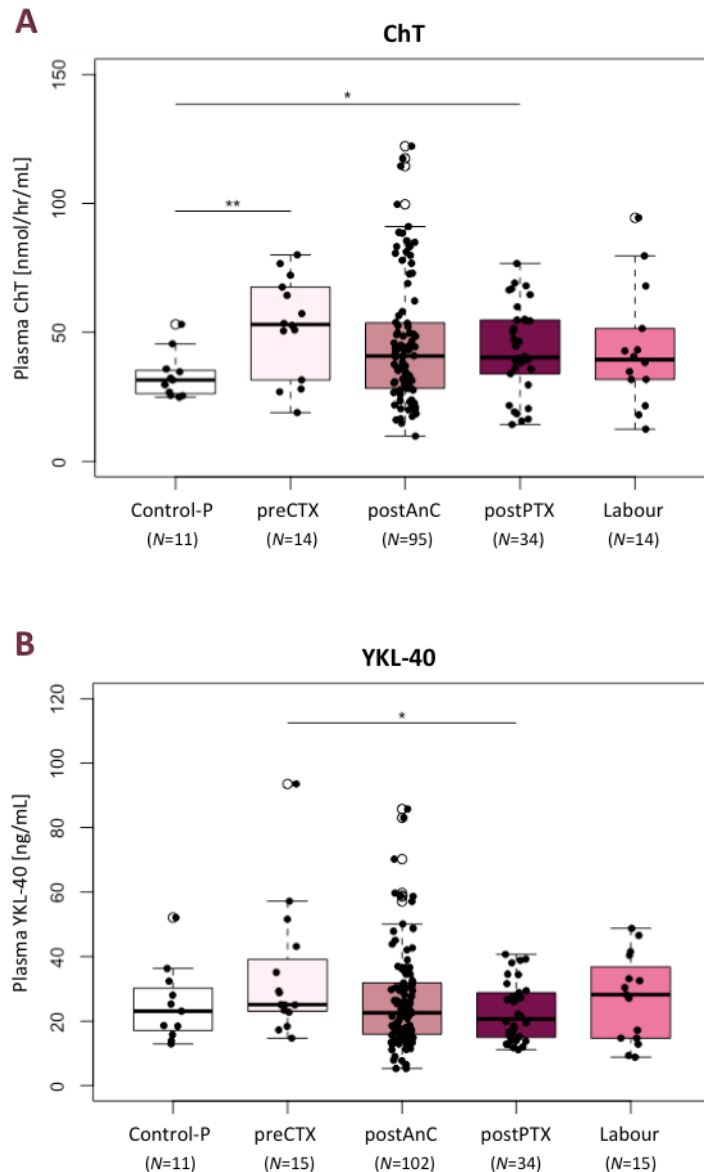 A
ChT
Plasma ChT [nmol/hr/mL]
150
100
50
0
*
**
Control-P preCTX postAnC postPTX Labour
(N=11) (N=14) (N=95) (N=34) (N=14)
B
YKL-40
Plasma YKL-40 [ng/mL]
120
100
80
60
40
20
0
*
Control-P preCTX postAnC postPTX Labour
(N=11) (N=15) (N=102) (N=34) (N=15)